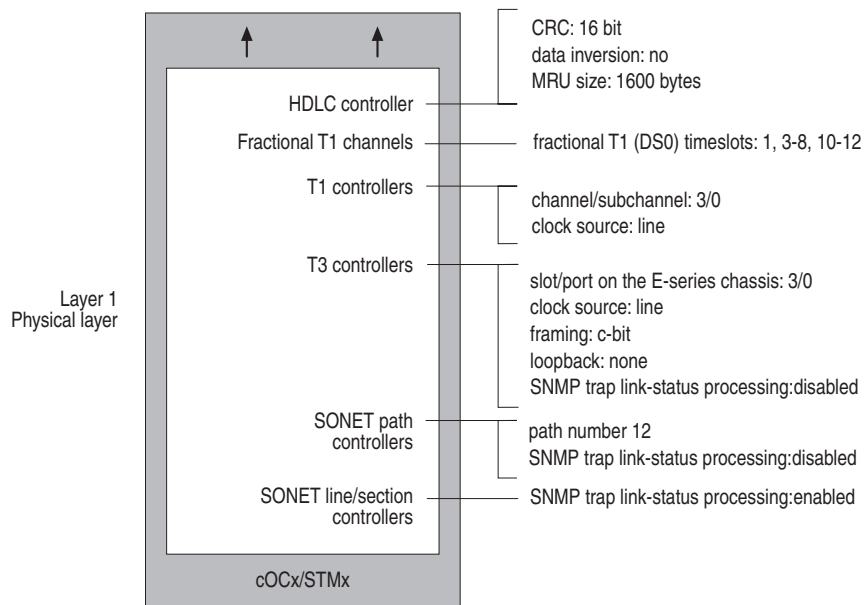 CRC: 16 bit
data inversion: no
MRU size: 1600 bytes
HDLC controller
Fractional T1 channels
fractional T1 (DS0) timeslots: 1, 3-8, 10-12
T1 controllers
channel/subchannel: 3/0
clock source: line
T3 controllers
slot/port on the E-series chassis: 3/0
clock source: line
framing: c-bit
loopback: none
SNMP trap link-status processing:disabled
Layer 1
Physical layer
SONET path
controllers
path number 12
SNMP trap link-status processing:disabled
SONET line/section
controllers
SNMP trap link-status processing:enabled
cOCx/STMx